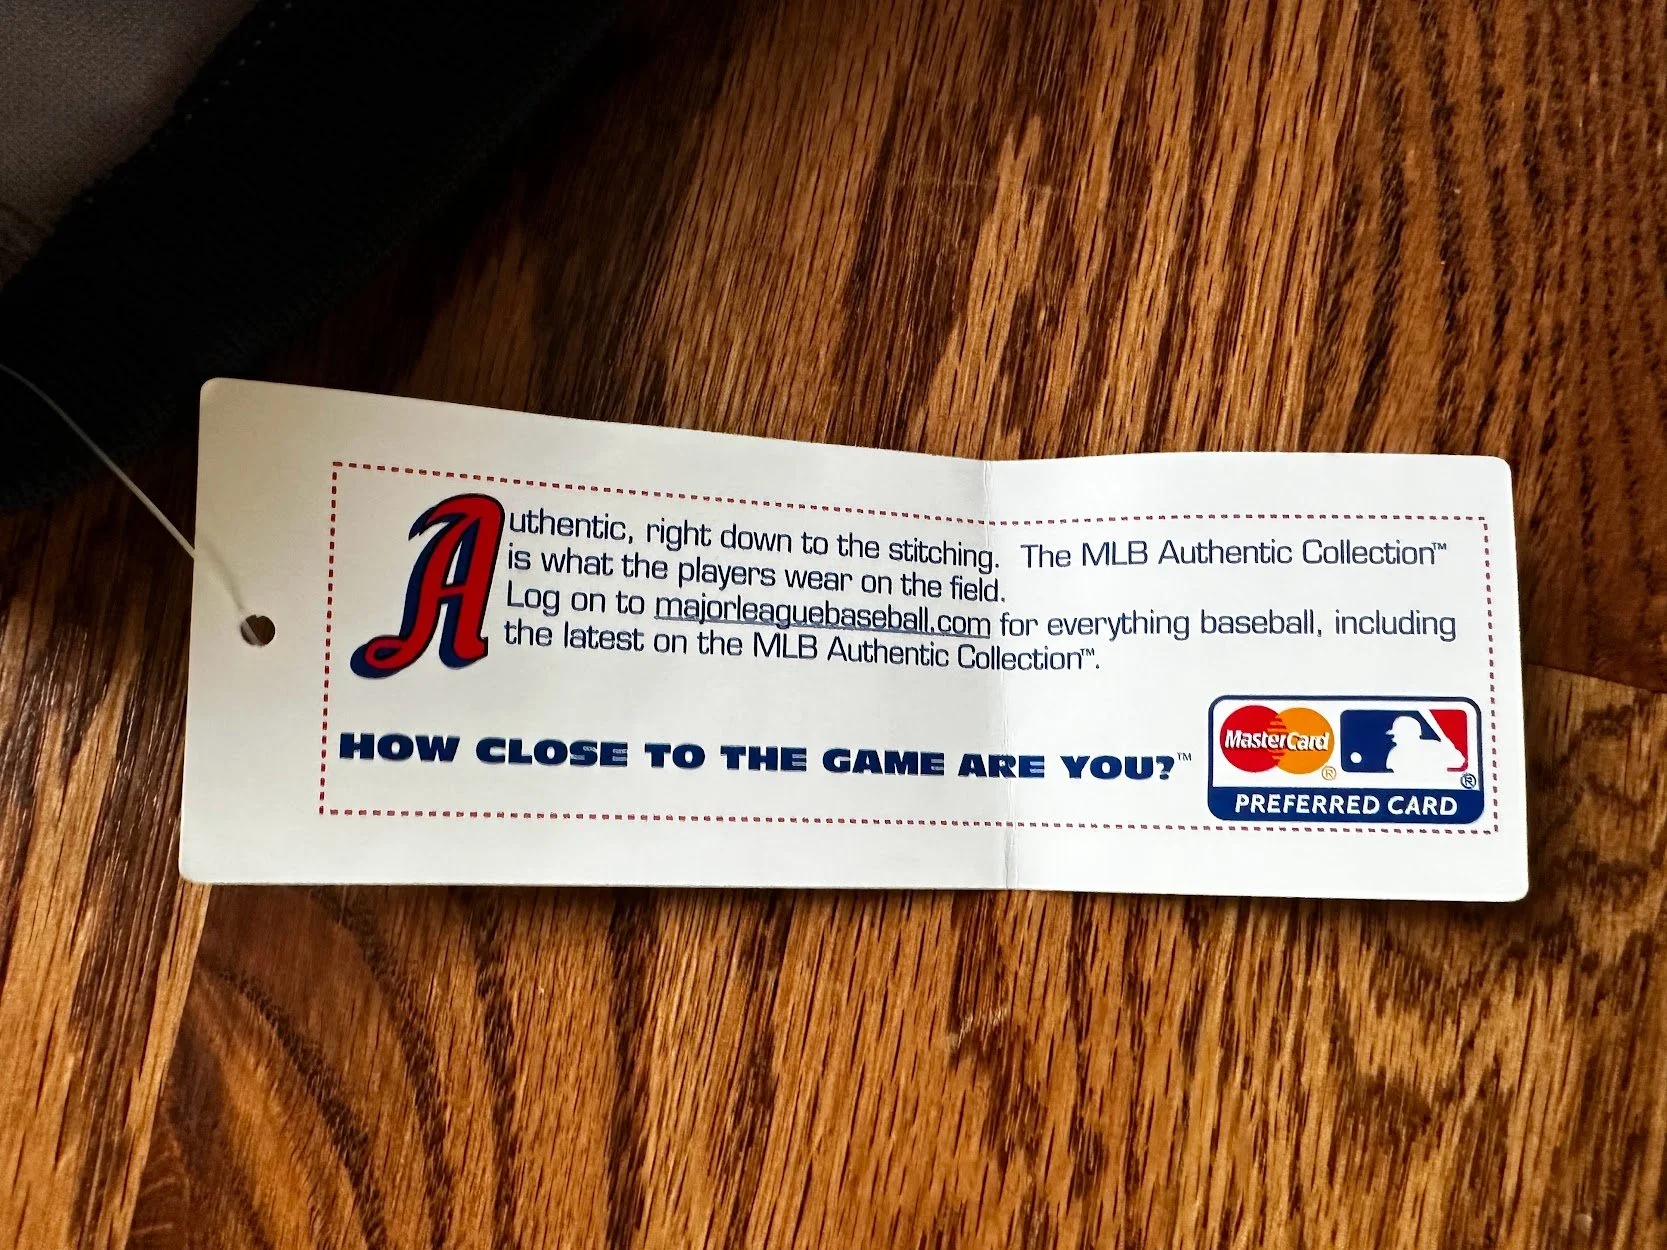 Authentic, right down to the stitching. The MLB Authentic Collection™
is what the players wear on the field.
Log on to majorleaguebaseball.com for everything baseball, including
the latest on the MLB Authentic Collection™.
HOW CLOSE TO THE GAME ARE YOU?™
MasterCard®
®
PREFERRED CARD